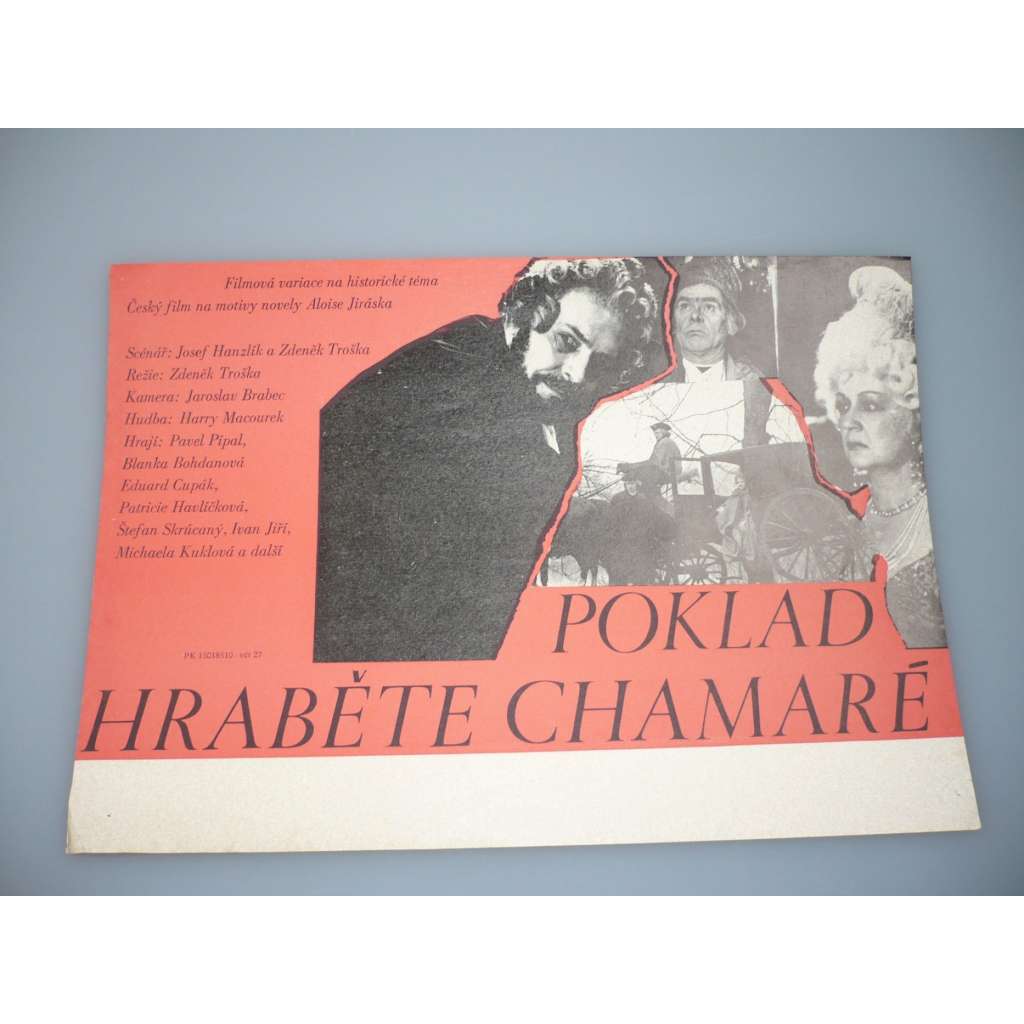 Filmová variace na historické téma
Český film na motivy novely Aloise Jiráska
Scénář: Josef Hanzlík a Zdeněk Troška
Režie: Zdeněk Troška
Kamera: Jaroslav Brabec
Hudba: Harry Macourek
Hrají: Pavel Pipal,
Blanka Bohdanová
Eduard Cupák,
Patricie Havlíčková,
Štefan Skrúcaný, Ivan Jiří,
Michaela Kuklová a další
PK
POKLAD
HRABĚTE CHAMARÉ